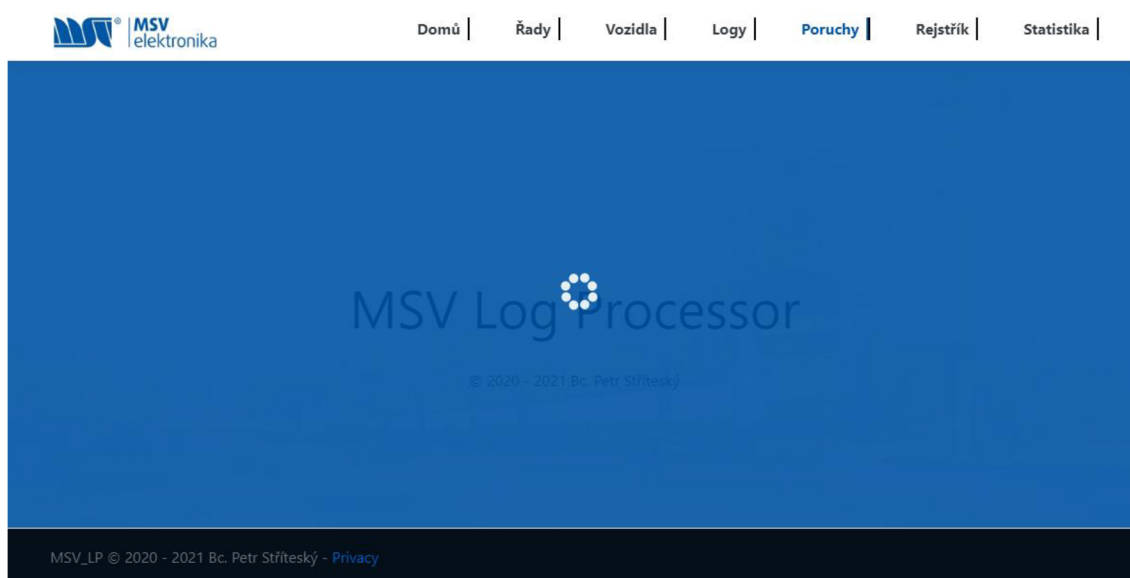 MSV® MSV
elektronika
Domů Řady Vozidla Logy Poruchy Rejstřík Statistika
MSV Log Processor
© 2020 - 2021 Bc. Petr Stříteský
MSV_LP © 2020 - 2021 Bc. Petr Stříteský - Privacy